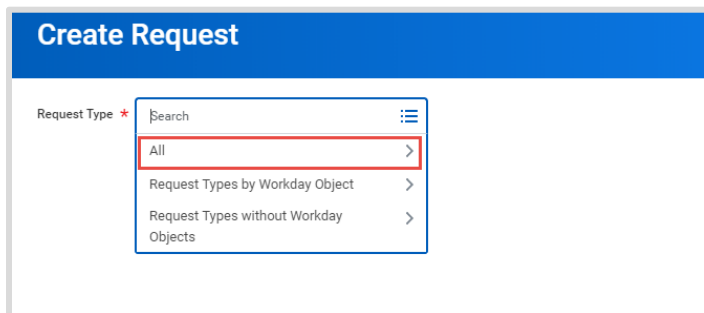 Create Request
Request Type *
Search
All
Request Types by Workday Object
Request Types without Workday
Objects